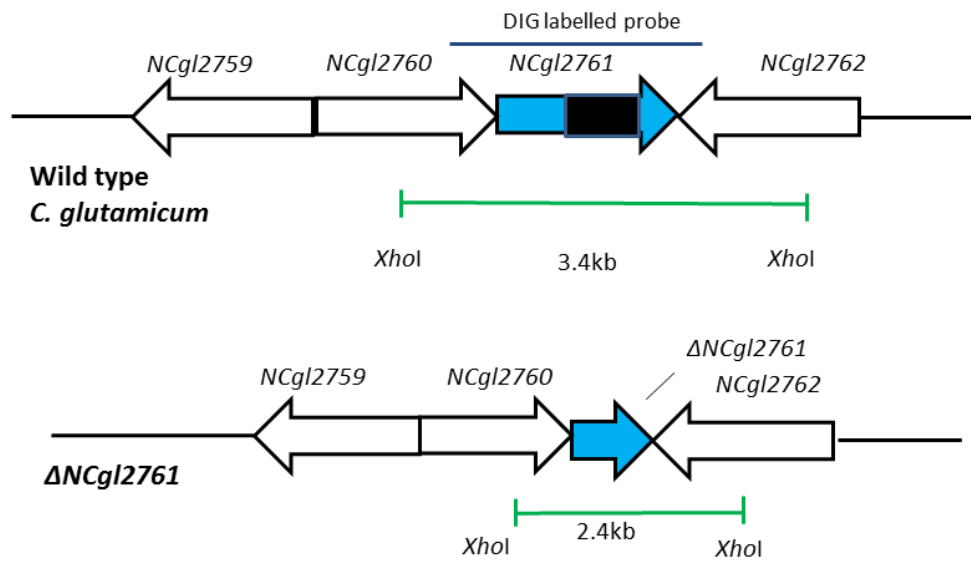 DIG labelled probe
NCgl2759 NCgl2760 NCgl2761 NCgl2762
Wild type
C. glutamicum
XhoI 3.4kb XhoI
ΔNCgl2761
NCgl2759 NCgl2760 NCgl2762
ΔNCgl2761
2.4kb
XhoI XhoI